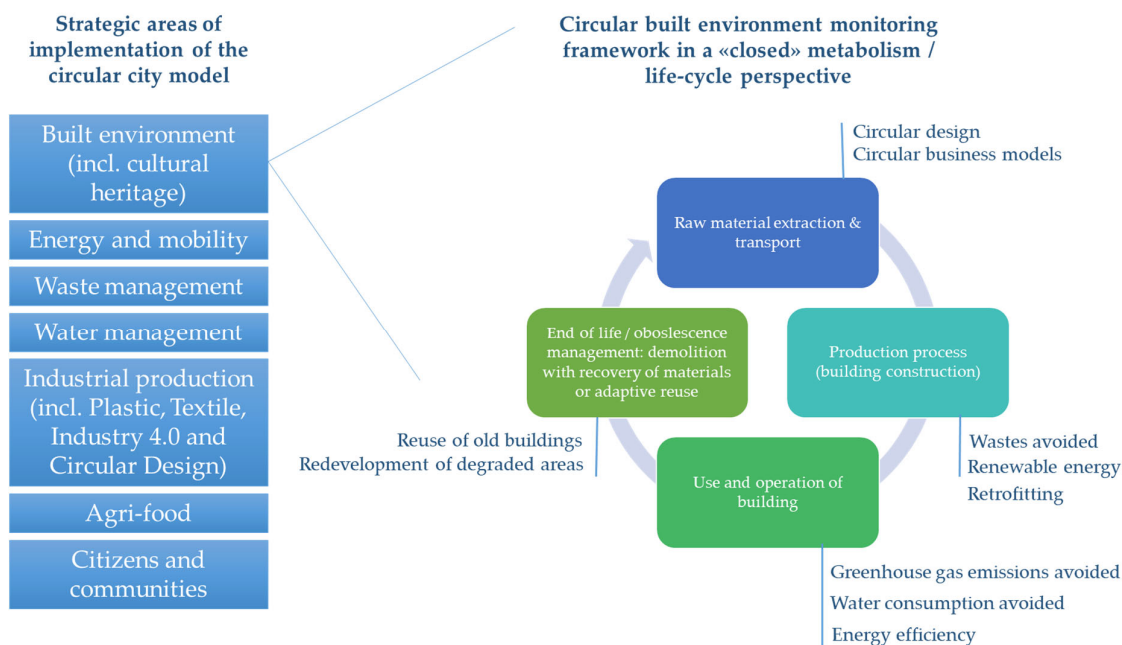 Strategic areas of
implementation of the
circular city model
Built environment
(incl. cultural
heritage)
Energy and mobility
Waste management
Water management
Industrial production
(incl. Plastic, Textile,
Industry 4.0 and
Circular Design)
Agri-food
Citizens and
communities
Circular built environment monitoring
framework in a «closed» metabolism /
life-cycle perspective
Circular design
Circular business models
Raw material extraction &
transport
Production process
(building construction)
Wastes avoided
Renewable energy
Retrofitting
Use and operation of
building
Greenhouse gas emissions avoided
Water consumption avoided
Energy efficiency
End of life / oboslescence
management: demolition
with recovery of materials
or adaptive reuse
Reuse of old buildings
Redevelopment of degraded areas